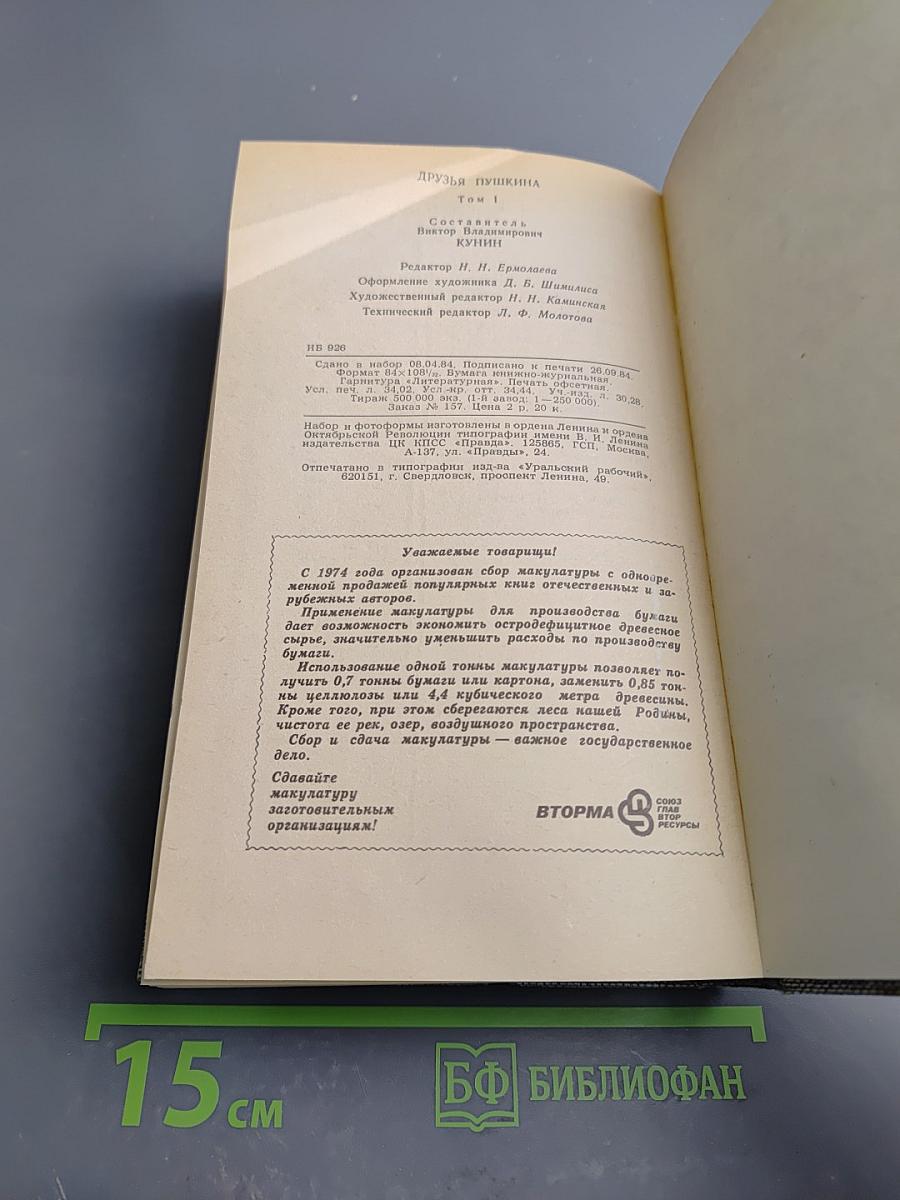 ДРУЗЬЯ ПУШКИНА
Том I
Составитель
Виктор Владимирович
КУНИН
Редактор Н. Н. Ермолаева
Оформление художника Д. Б. Шимилиса
Художественный редактор Н. Н. Каминская
Технический редактор Л. Ф. Молотова
ИБ 926
Сдано в набор 08.04.84. Подписано к печати 26.09.84.
Формат 84×108¹/₃₂. Бумага книжно-журнальная.
Гарнитура «Литературная». Печать офсетная.
Усл. печ. л. 34,02. Усл.-кр. отт. 34,44. Уч.-изд. л. 30,28.
Тираж 500 000 экз. (1-й завод: 1—250 000).
Заказ № 157. Цена 2 р. 20 к.
Набор и фотоформы изготовлены в ордена Ленина и ордена
Октябрьской Революции типографии имени В. И. Ленина
издательства ЦК КПСС «Правда». 125865, ГСП, Москва,
А-137, ул. «Правды», 24.
Отпечатано в типографии изд-ва «Уральский рабочий»,
620151, г. Свердловск, проспект Ленина, 49.
Уважаемые товарищи!
С 1974 года организован сбор макулатуры с одновре-
менной продажей популярных книг отечественных и за-
рубежных авторов.
Применение макулатуры для производства бумаги
дает возможность экономить остродефицитное древесное
сырье, значительно уменьшить расходы по производству
бумаги.
Использование одной тонны макулатуры позволяет по-
лучить 0,7 тонны бумаги или картона, заменить 0,85 тон-
ны целлюлозы или 4,4 кубического метра древесины.
Кроме того, при этом сберегаются леса нашей Родины,
чистота ее рек, озер, воздушного пространства.
Сбор и сдача макулатуры — важное государственное
дело.
Сдавайте
макулатуру
заготовительным
организациям!
ВТОРМА
СОЮЗ
ГЛАВ
ВТОР
РЕСУРСЫ
15 см
БФ БИБЛИОФАН